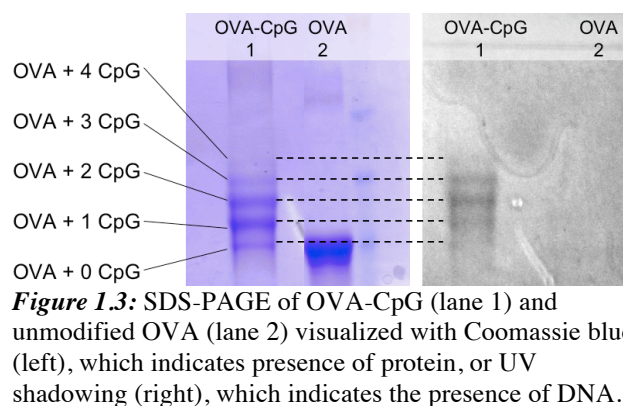 OVA-CpG OVA
1 2
OVA-CpG OVA
1 2
OVA + 4 CpG
OVA + 3 CpG
OVA + 2 CpG
OVA + 1 CpG
OVA + 0 CpG
Figure 1.3: SDS-PAGE of OVA-CpG (lane 1) and
unmodified OVA (lane 2) visualized with Coomassie blu
(left), which indicates presence of protein, or UV
shadowing (right), which indicates the presence of DNA.